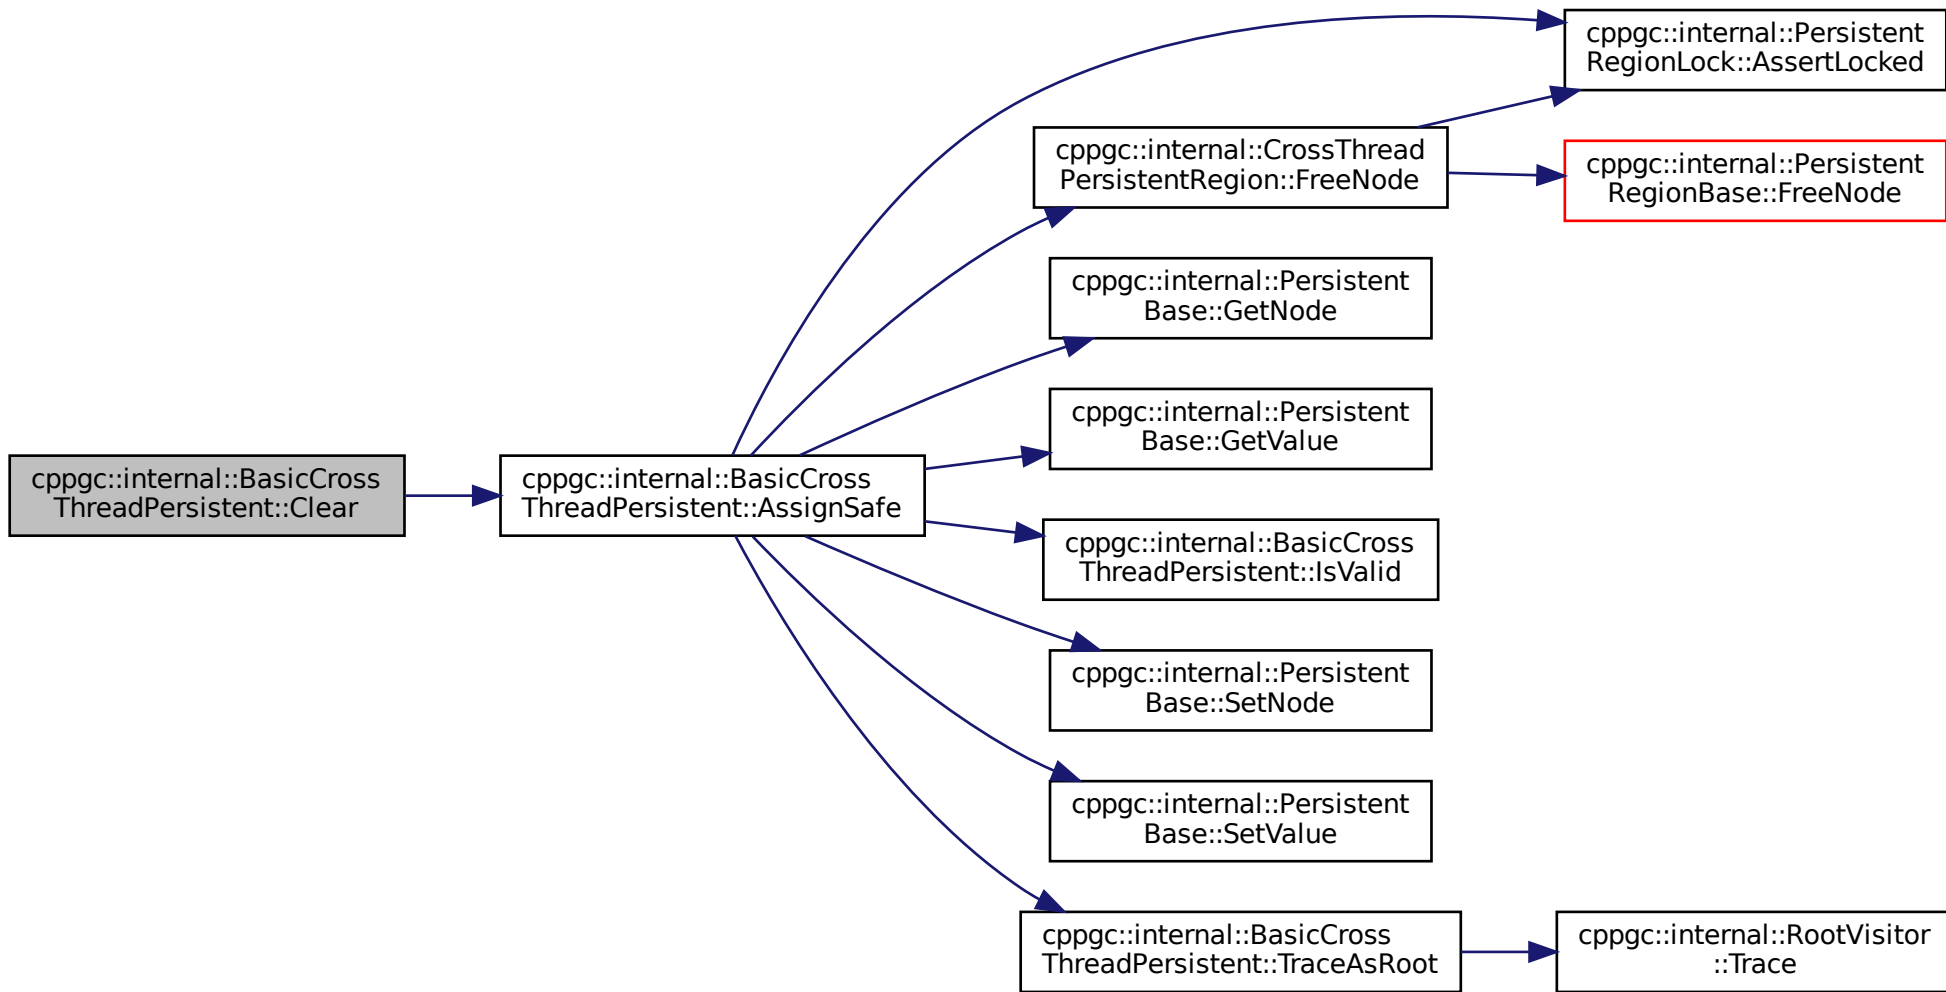 cppgc::internal::Persistent
RegionLock::AssertLocked
cppgc::internal::CrossThread
PersistentRegion::FreeNode
cppgc::internal::Persistent
RegionBase::FreeNode
cppgc::internal::Persistent
Base::GetNode
cppgc::internal::Persistent
Base::GetValue
cppgc::internal::BasicCross
ThreadPersistent::Clear
cppgc::internal::BasicCross
ThreadPersistent::AssignSafe
cppgc::internal::BasicCross
ThreadPersistent::IsValid
cppgc::internal::Persistent
Base::SetNode
cppgc::internal::Persistent
Base::SetValue
cppgc::internal::BasicCross
ThreadPersistent::TraceAsRoot
cppgc::internal::RootVisitor
::Trace